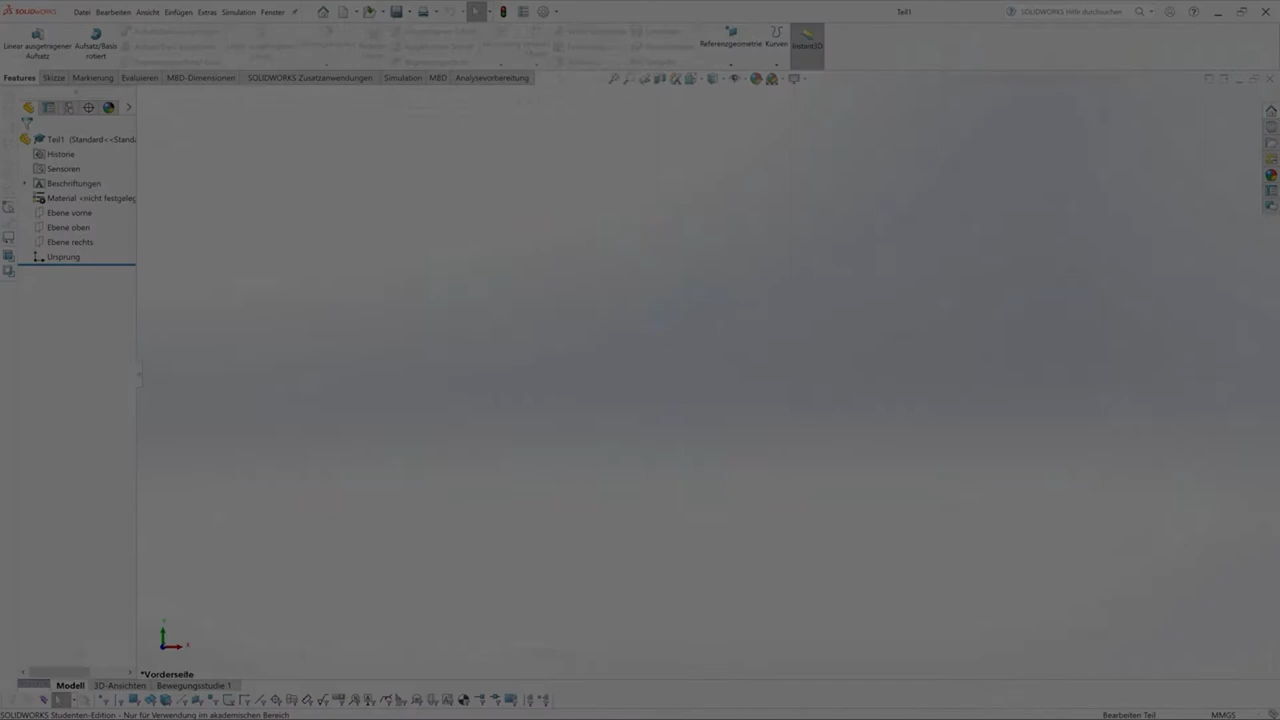 SOLIDWORKS Datei Bearbeiten Ansicht Einfügen Extras Simulation Fenster Teil1 SOLIDWORKS Hilfe durchsuchen
Linear ausgetragener
Aufsatz
Aufsatz/Basis
rotiert
Referenzgeometrie Kurven Instant3D
Features Skizze Markierung Evaluieren MBD-Dimensionen SOLIDWORKS Zusatzanwendungen Simulation MBD Analysevorbereitung
Teil1 (Standard<<Stand
Historie
Sensoren
Beschriftungen
Material <nicht festgeleg
Ebene vorne
Ebene oben
Ebene rechts
Ursprung
Y
X
*Vorderseite
Modell 3D-Ansichten Bewegungsstudie 1
SOLIDWORKS Studenten-Edition - Nur für Verwendung im akademischen Bereich Bearbeiten Teil MMGS